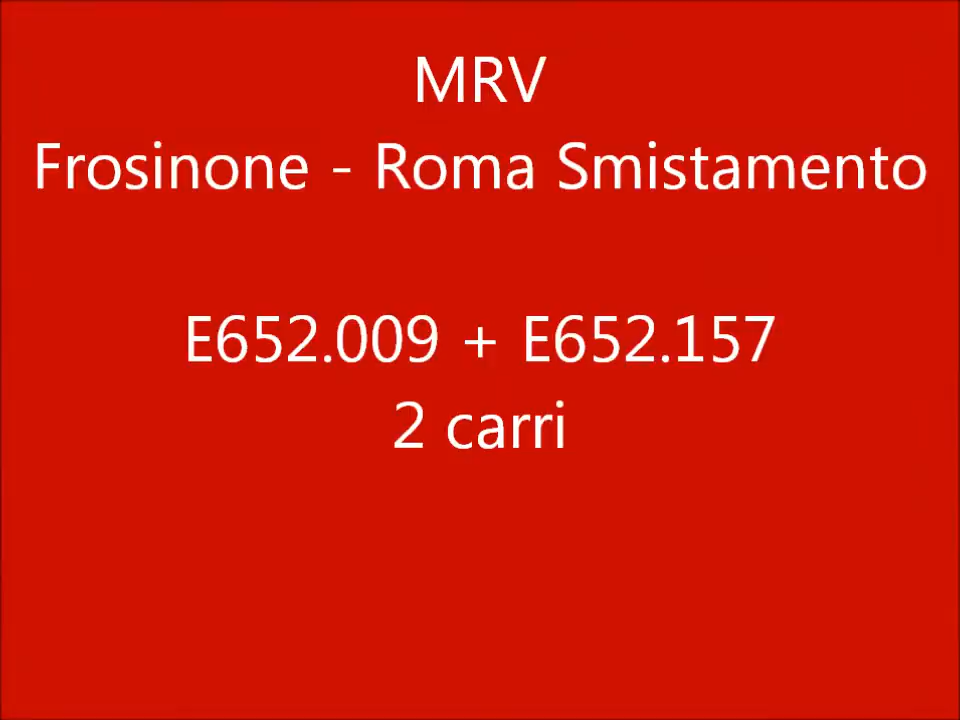 MRV
Frosinone - Roma Smistamento
E652.009 + E652.157
2 carri